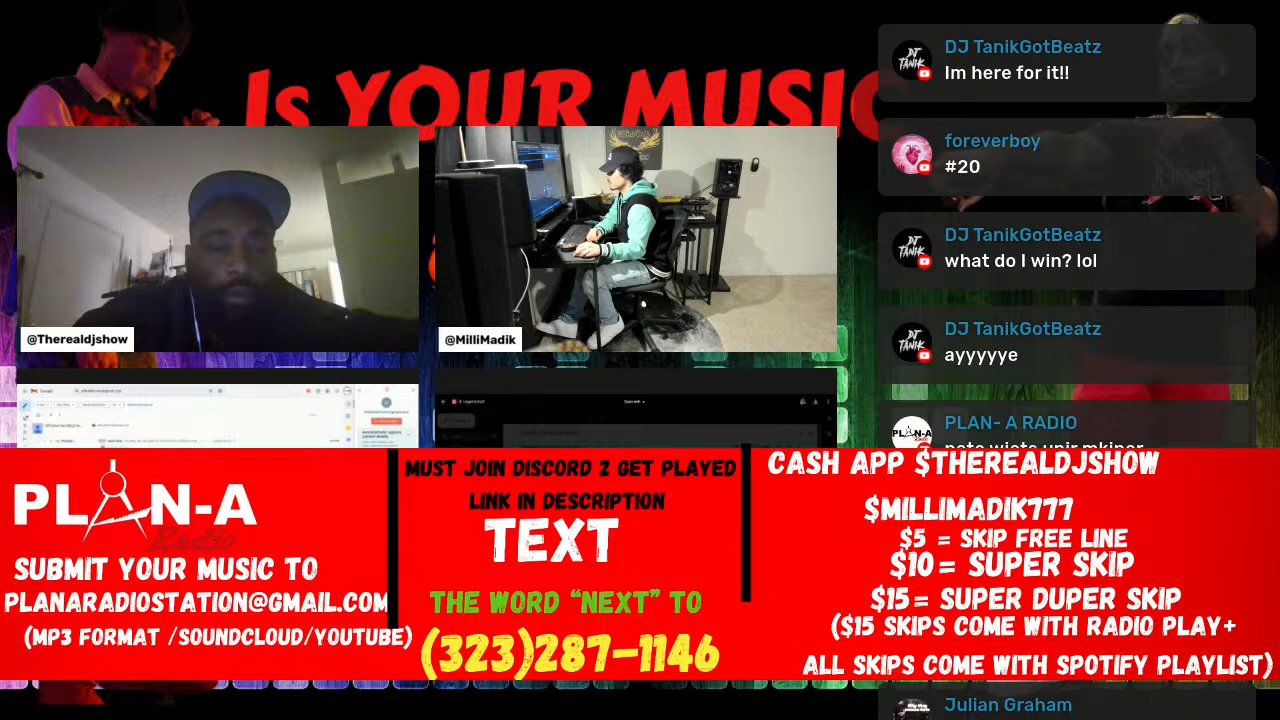 Is YOUR MUSIC
@Therealdjshow
@MilliMadik
DJ TanikGotBeatz
Im here for it!!
foreverboy
#20
DJ TanikGotBeatz
what do I win? lol
DJ TanikGotBeatz
ayyyyye
PLAN- A RADIO
PLAN-A
Radio
SUBMIT YOUR MUSIC TO
PLANARADIOSTATION@GMAIL.COM
(MP3 FORMAT /SOUNDCLOUD/YOUTUBE)
MUST JOIN DISCORD 2 GET PLAYED
LINK IN DESCRIPTION
TEXT
THE WORD “NEXT” TO
(323)287-1146
CASH APP $THEREALDJSHOW
$MILLIMADIK777
$5 = SKIP FREE LINE
$10= SUPER SKIP
$15= SUPER DUPER SKIP
($15 SKIPS COME WITH RADIO PLAY+
ALL SKIPS COME WITH SPOTIFY PLAYLIST)
Julian Graham